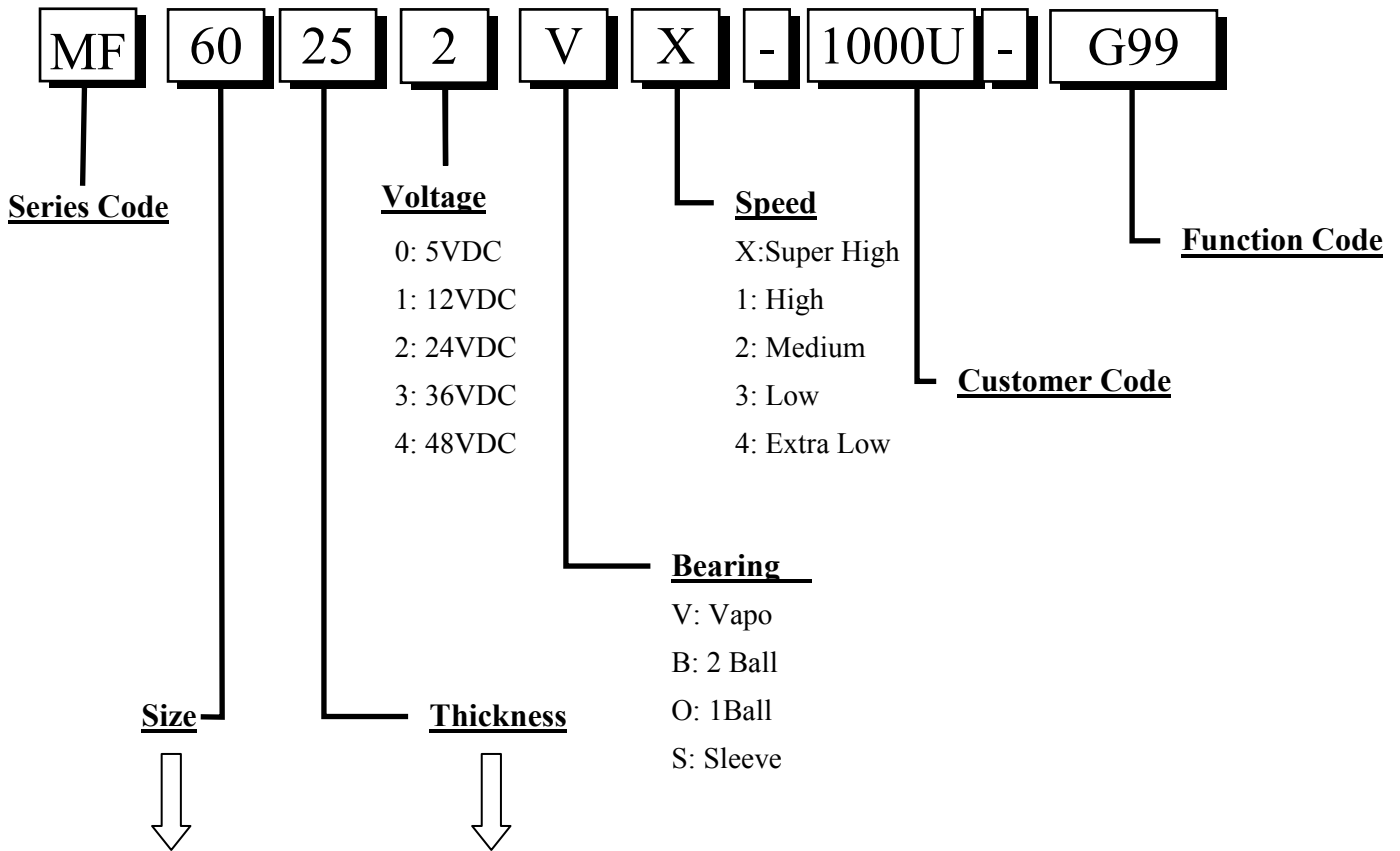 MF 60 25 2 V X - 1000U - G99
Series Code
Voltage
0: 5VDC
1: 12VDC
2: 24VDC
3: 36VDC
4: 48VDC
Speed
X:Super High
1: High
2: Medium
3: Low
4: Extra Low
Function Code
Customer Code
Bearing
V: Vapo
B: 2 Ball
O: 1Ball
S: Sleeve
Size
Thickness